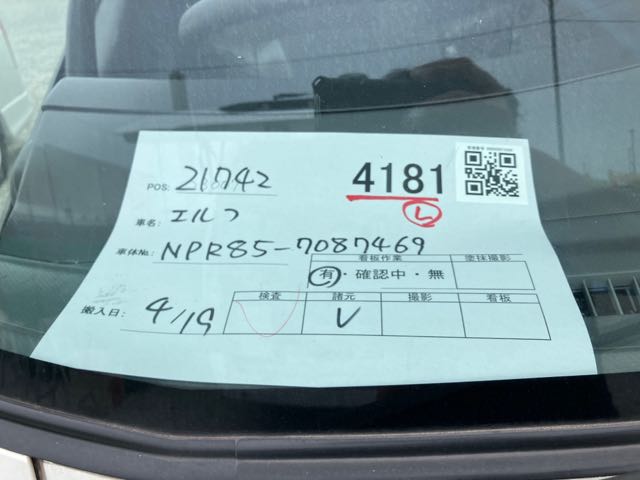 POS: 21742 4181
L
車名: エルフ
車体No: NPR85-7087469
看板作業 塗抹撮影
有・確認中・無
検査 諸元 撮影 看板
搬入日: 4/19 V